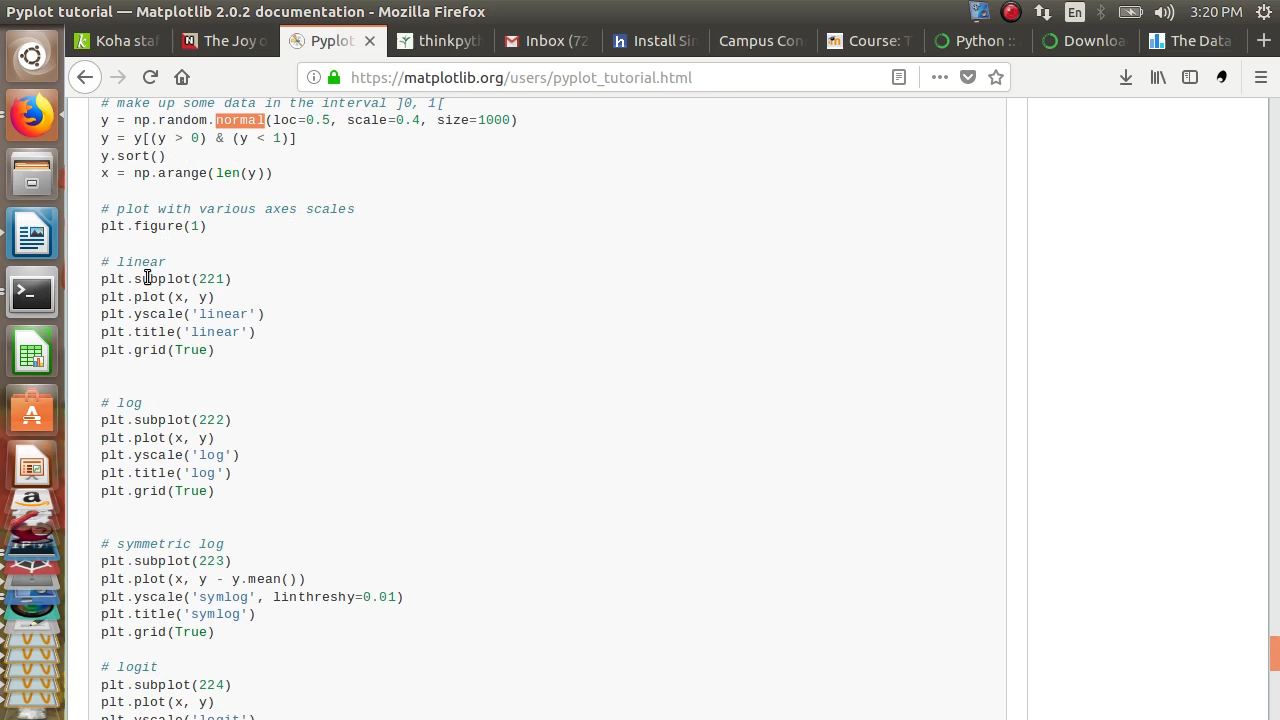 Pyplot tutorial — Matplotlib 2.0.2 documentation - Mozilla Firefox
En
3:20 PM
Koha staf
The Joy o
Pyplot
thinkpyth
Inbox (72
Install Sim
Campus Con
Course: T
Python ::
Downloa
The Data
https://matplotlib.org/users/pyplot_tutorial.html
# make up some data in the interval ]0, 1[
y = np.random.normal(loc=0.5, scale=0.4, size=1000)
y = y[(y > 0) & (y < 1)]
y.sort()
x = np.arange(len(y))
# plot with various axes scales
plt.figure(1)
# linear
plt.subplot(221)
plt.plot(x, y)
plt.yscale('linear')
plt.title('linear')
plt.grid(True)
# log
plt.subplot(222)
plt.plot(x, y)
plt.yscale('log')
plt.title('log')
plt.grid(True)
# symmetric log
plt.subplot(223)
plt.plot(x, y - y.mean())
plt.yscale('symlog', linthreshy=0.01)
plt.title('symlog')
plt.grid(True)
# logit
plt.subplot(224)
plt.plot(x, y)
plt.yscale('logit')